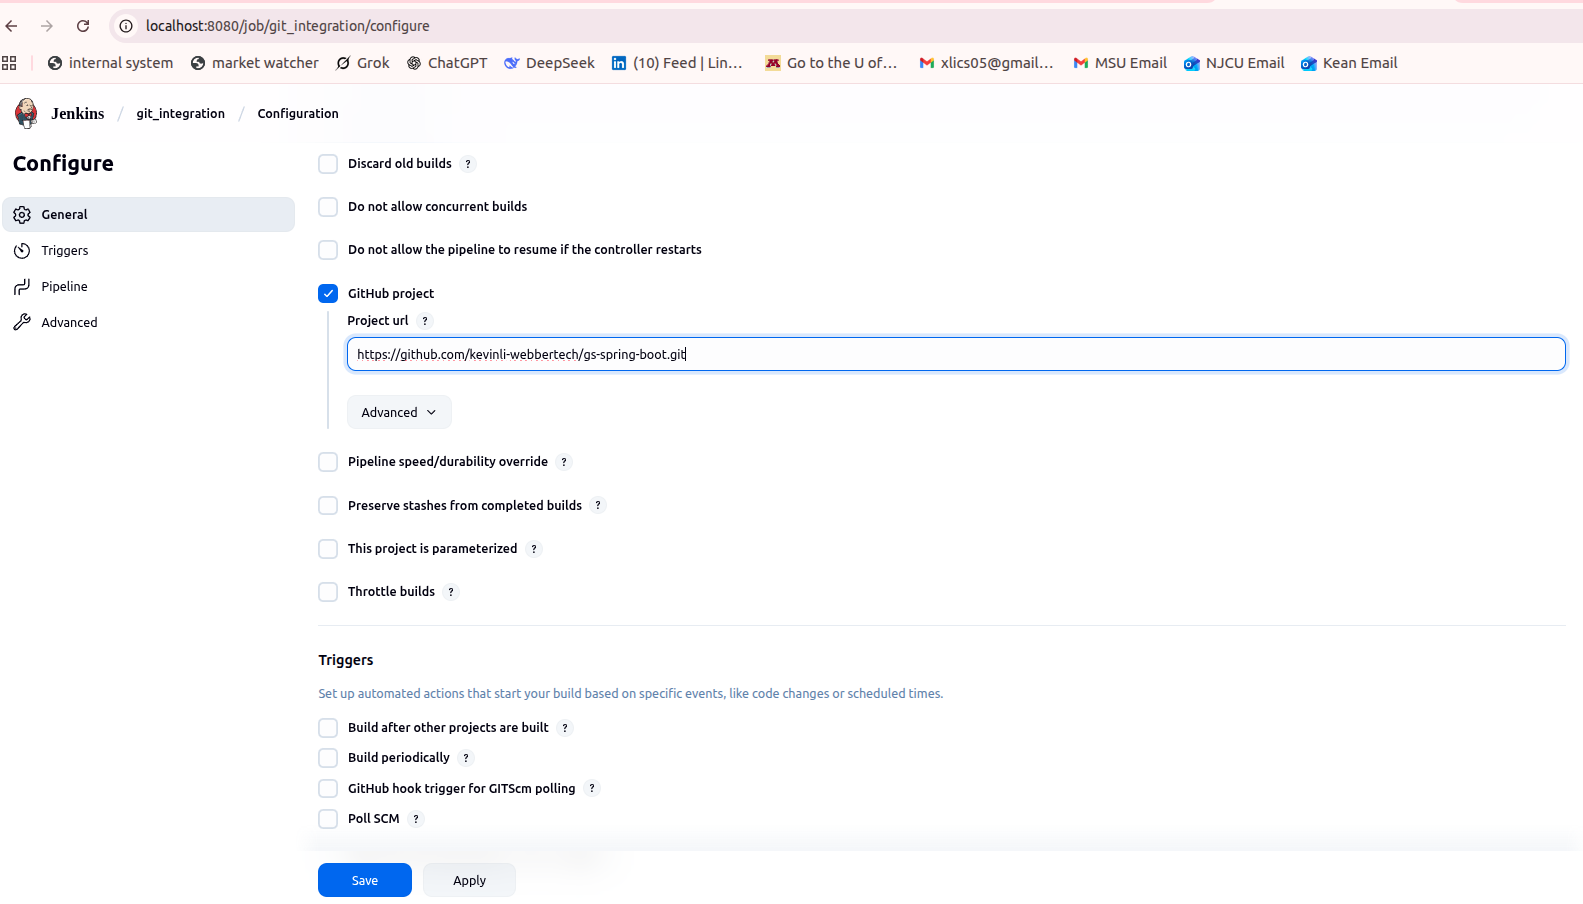 localhost:8080/job/git_integration/configure
internal system market watcher Grok ChatGPT DeepSeek (10) Feed | Lin... Go to the U of... xlics05@gmail... MSU Email NJCU Email Kean Email
Jenkins / git_integration / Configuration
Configure
General
Triggers
Pipeline
Advanced
Discard old builds ?
Do not allow concurrent builds
Do not allow the pipeline to resume if the controller restarts
GitHub project
Project url ?
https://github.com/kevinli-webbertech/gs-spring-boot.git
Advanced
Pipeline speed/durability override ?
Preserve stashes from completed builds ?
This project is parameterized ?
Throttle builds ?
Triggers
Set up automated actions that start your build based on specific events, like code changes or scheduled times.
Build after other projects are built ?
Build periodically ?
GitHub hook trigger for GITScm polling ?
Poll SCM ?
Save Apply